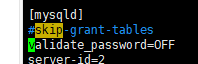 [mysqld]
#skip-grant-tables
validate_password=OFF
server-id=2